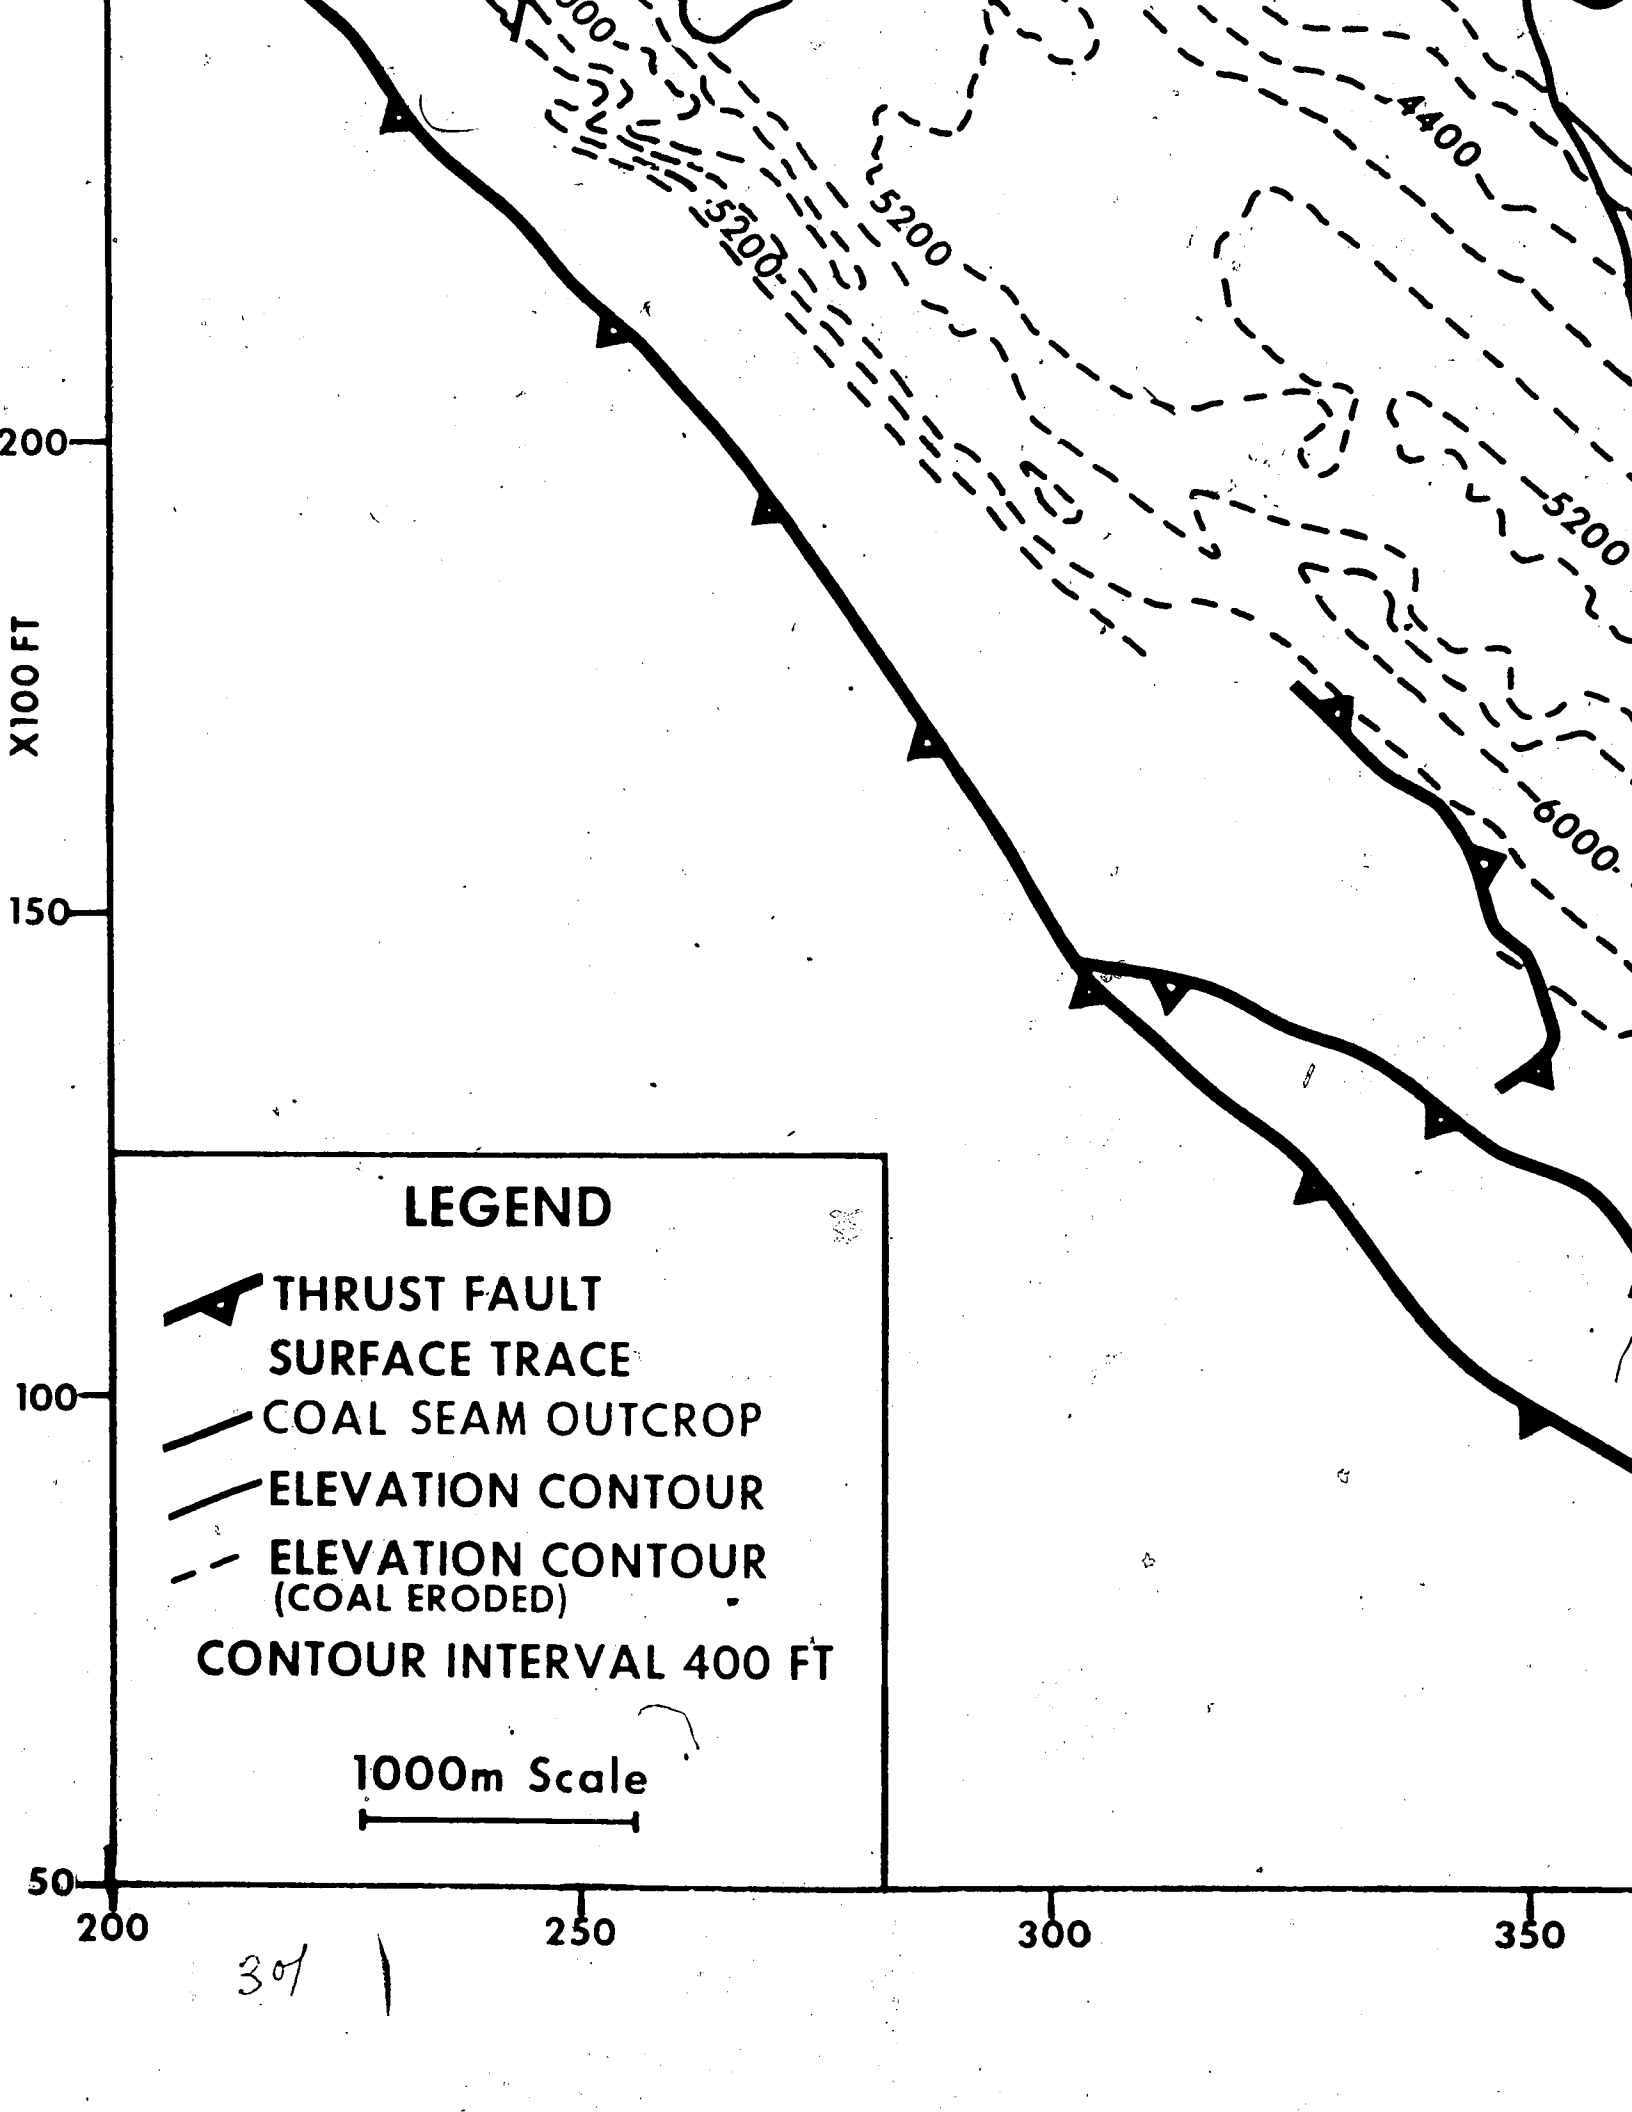 4400
5200
5200
200
5200
X100 FT
6000
150
LEGEND
THRUST FAULT
SURFACE TRACE
100
COAL SEAM OUTCROP
ELEVATION CONTOUR
ELEVATION CONTOUR
(COAL ERODED)
CONTOUR INTERVAL 400 FT
1000m Scale
50
200
250
300
350